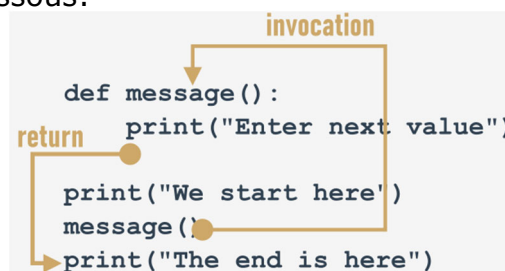 invocation
def message():
print("Enter next value")
return
print("We start here')
message()
print("The end is here")